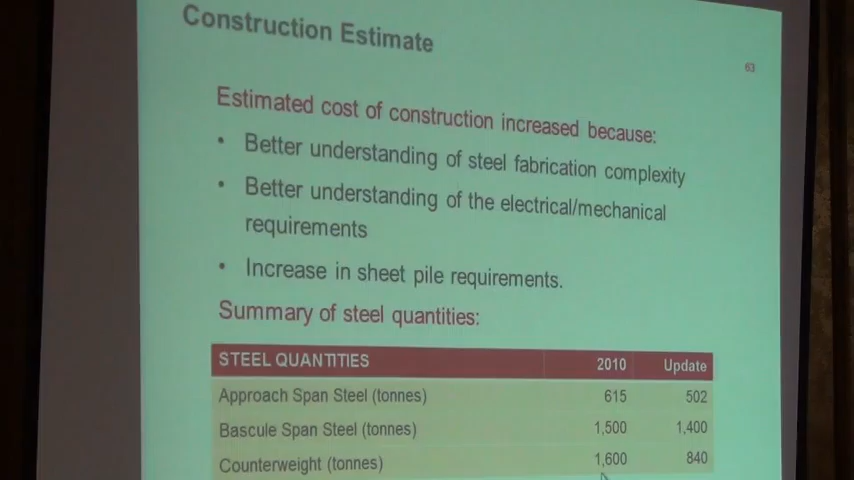 Construction Estimate
63
Estimated cost of construction increased because:
• Better understanding of steel fabrication complexity
• Better understanding of the electrical/mechanical
requirements
• Increase in sheet pile requirements.
Summary of steel quantities:
STEEL QUANTITIES 2010 Update
Approach Span Steel (tonnes) 615 502
Bascule Span Steel (tonnes) 1,500 1,400
Counterweight (tonnes) 1,600 840